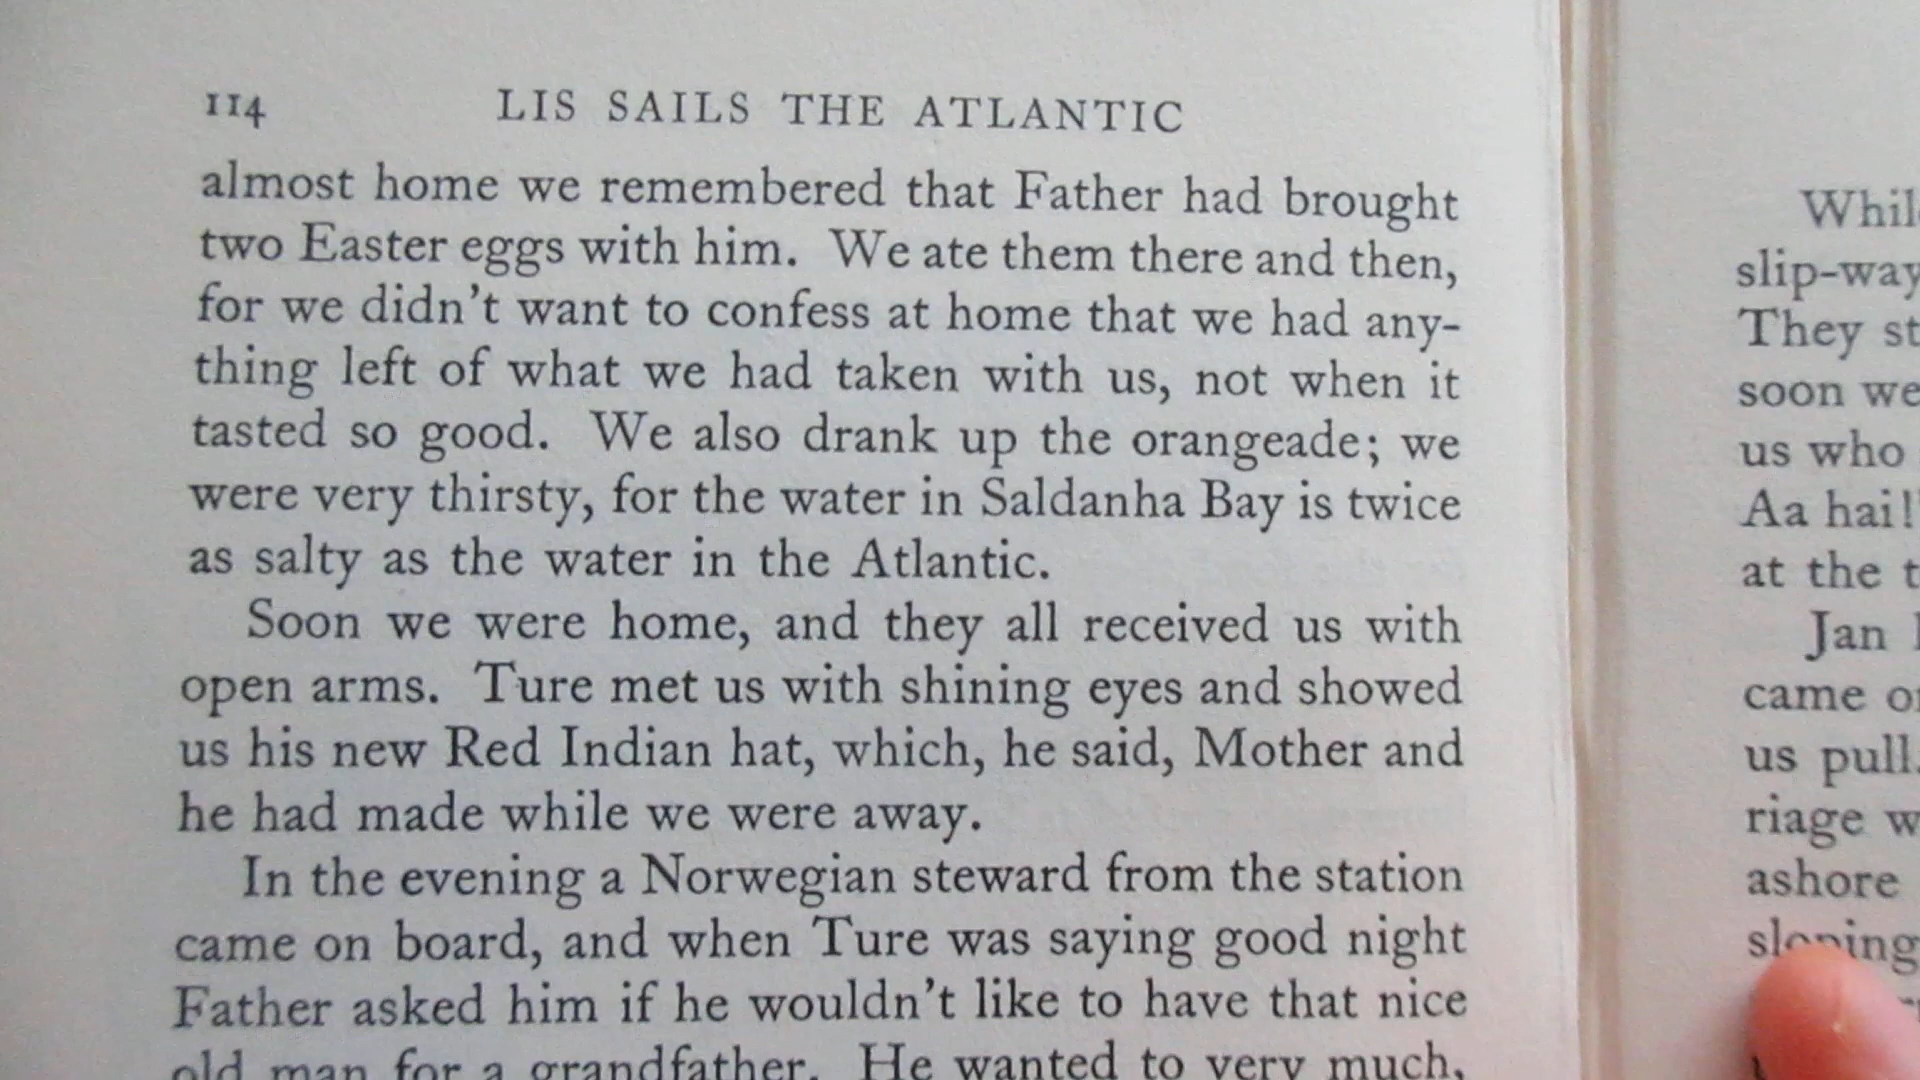 114 LIS SAILS THE ATLANTIC
almost home we remembered that Father had brought
two Easter eggs with him. We ate them there and then,
for we didn't want to confess at home that we had any-
thing left of what we had taken with us, not when it
tasted so good. We also drank up the orangeade; we
were very thirsty, for the water in Saldanha Bay is twice
as salty as the water in the Atlantic.
Soon we were home, and they all received us with
open arms. Ture met us with shining eyes and showed
us his new Red Indian hat, which, he said, Mother and
he had made while we were away.
In the evening a Norwegian steward from the station
came on board, and when Ture was saying good night
Father asked him if he wouldn't like to have that nice
old man for a grandfather. He wanted to very much,
slip-way
They
soon we
us who
Aa hai!
at the
Jan
came
us pull.
riage
ashore
sloping